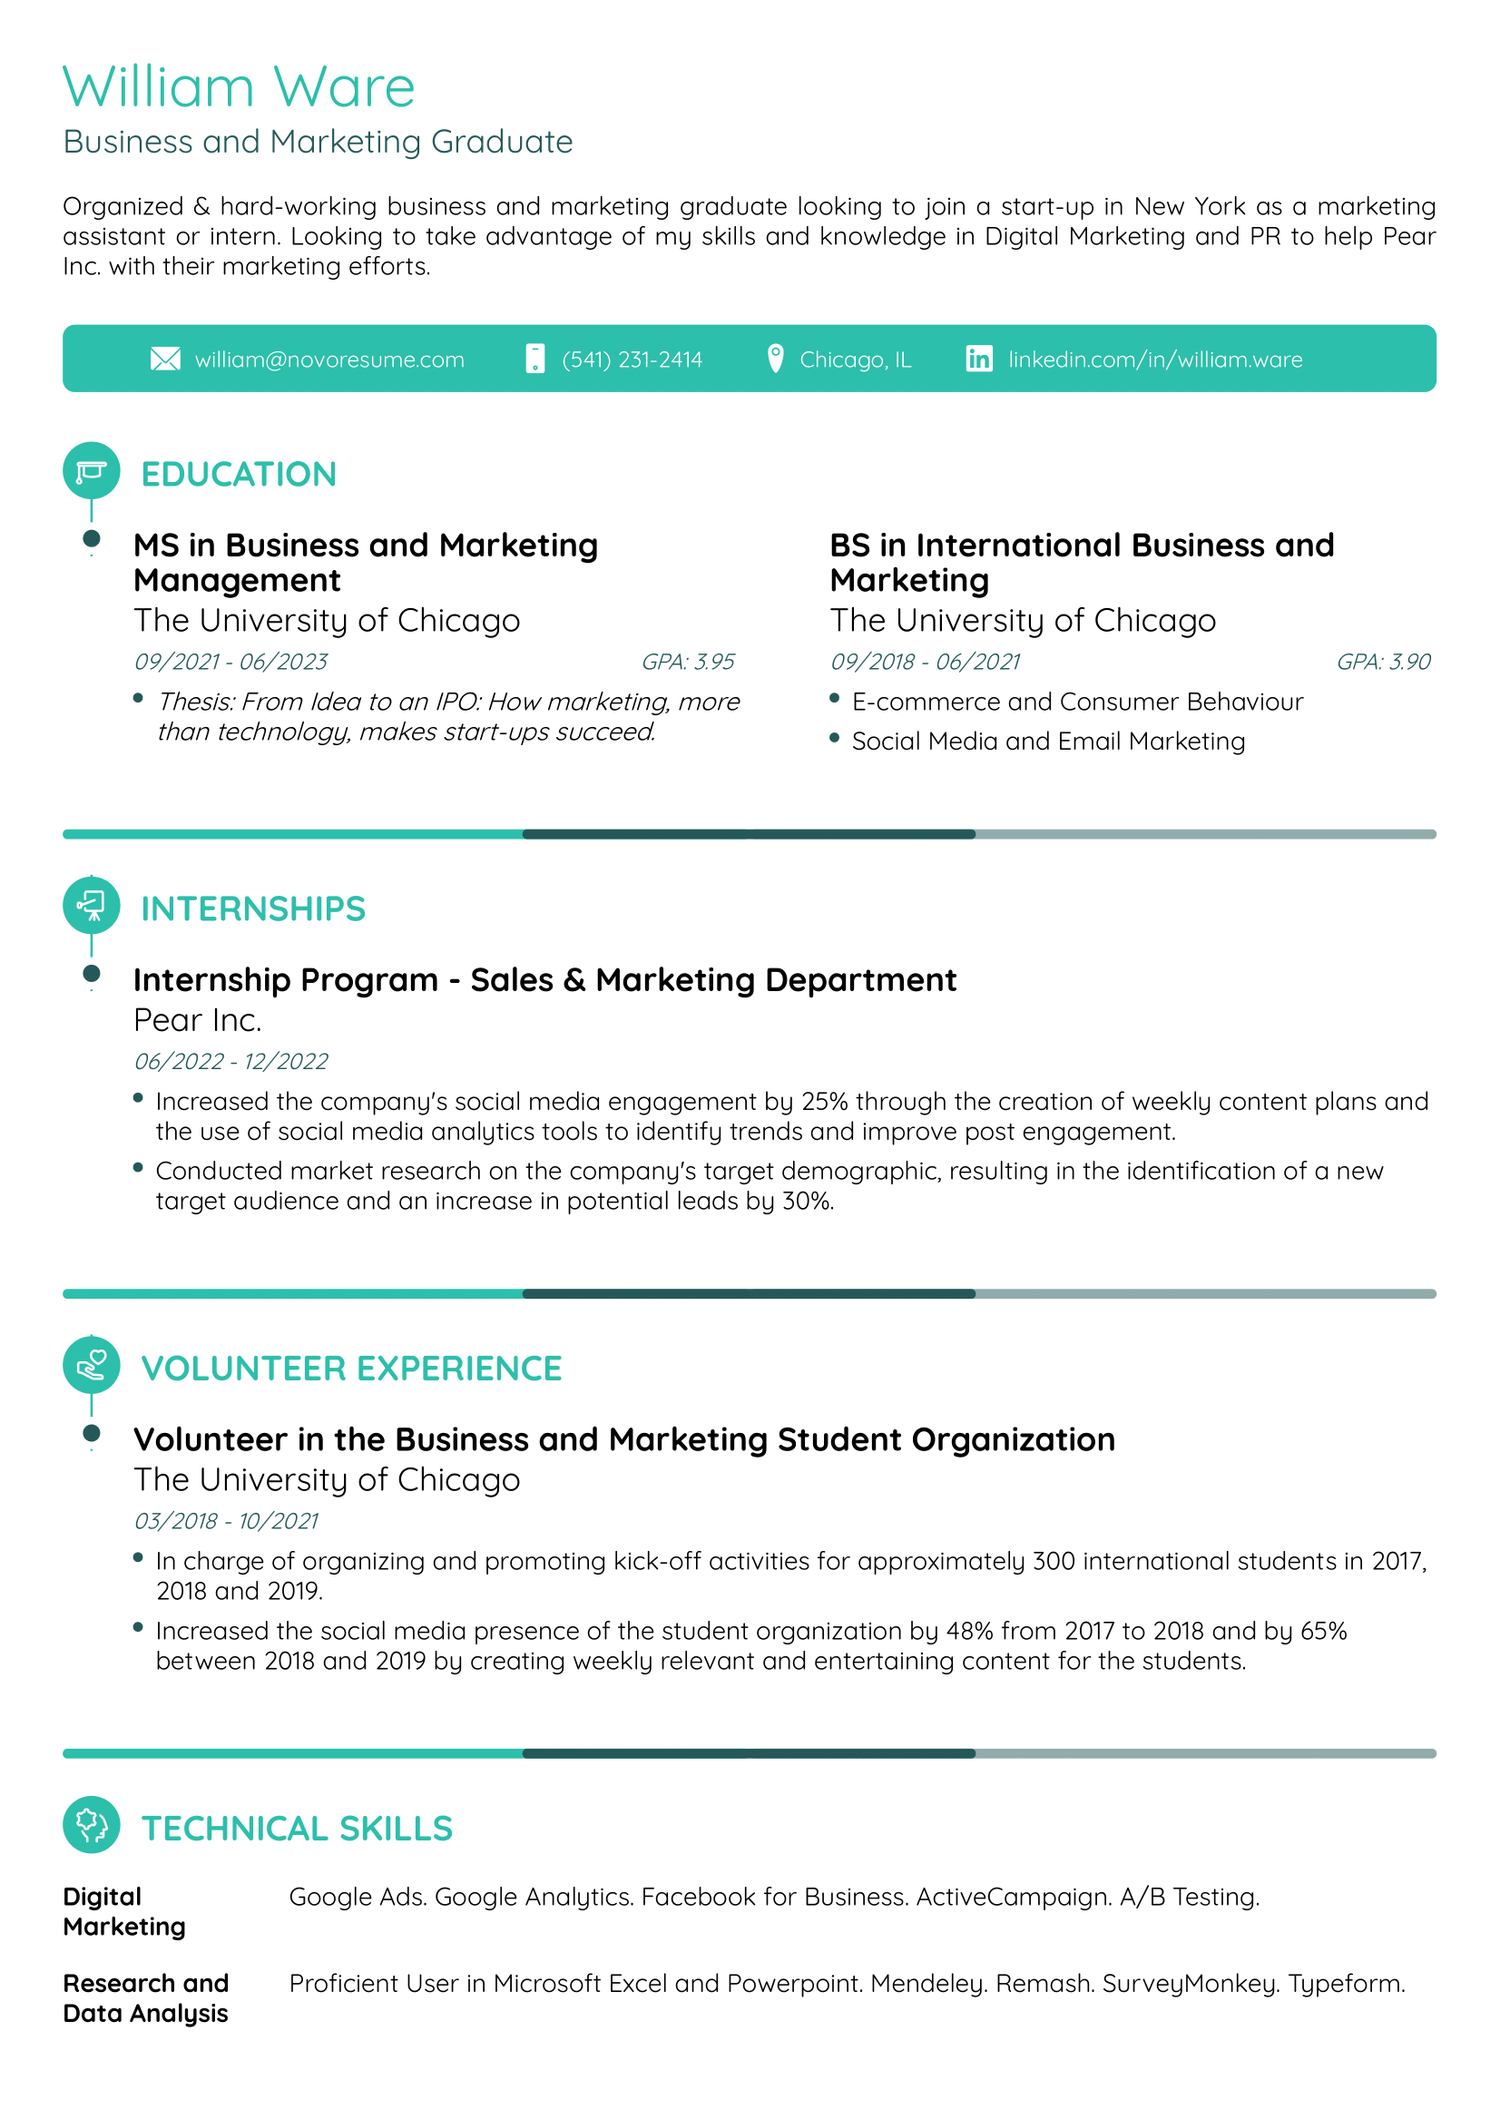 William Ware
Business and Marketing Graduate
Organized & hard-working business and marketing graduate looking to join a start-up in New York as a marketing
assistant or intern. Looking to take advantage of my skills and knowledge in Digital Marketing and PR to help Pear
Inc. with their marketing efforts.
william@novoresume.com (541) 231-2414 Chicago, IL linkedin.com/in/william.ware
EDUCATION
MS in Business and Marketing
Management
The University of Chicago
09/2021 - 06/2023 GPA: 3.95
Thesis: From Idea to an IPO: How marketing, more
than technology, makes start-ups succeed.
BS in International Business and
Marketing
The University of Chicago
09/2018 - 06/2021 GPA: 3.90
E-commerce and Consumer Behaviour
Social Media and Email Marketing
INTERNSHIPS
Internship Program - Sales & Marketing Department
Pear Inc.
06/2022 - 12/2022
Increased the company's social media engagement by 25% through the creation of weekly content plans and
the use of social media analytics tools to identify trends and improve post engagement.
Conducted market research on the company's target demographic, resulting in the identification of a new
target audience and an increase in potential leads by 30%.
VOLUNTEER EXPERIENCE
Volunteer in the Business and Marketing Student Organization
The University of Chicago
03/2018 - 10/2021
In charge of organizing and promoting kick-off activities for approximately 300 international students in 2017,
2018 and 2019.
Increased the social media presence of the student organization by 48% from 2017 to 2018 and by 65%
between 2018 and 2019 by creating weekly relevant and entertaining content for the students.
TECHNICAL SKILLS
Digital
Marketing
Google Ads. Google Analytics. Facebook for Business. ActiveCampaign. A/B Testing.
Research and
Data Analysis
Proficient User in Microsoft Excel and Powerpoint. Mendeley. Remash. SurveyMonkey. Typeform.